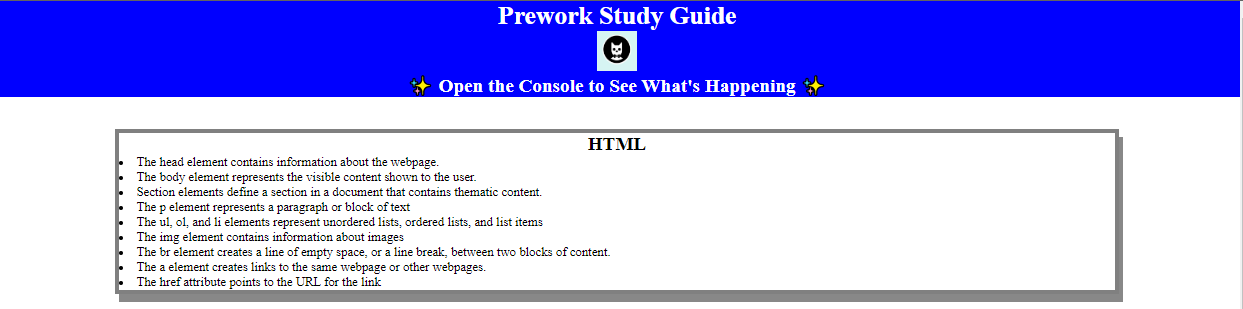 Prework Study Guide
✨ Open the Console to See What's Happening ✨
HTML
• The head element contains information about the webpage.
• The body element represents the visible content shown to the user.
• Section elements define a section in a document that contains thematic content.
• The p element represents a paragraph or block of text
• The ul, ol, and li elements represent unordered lists, ordered lists, and list items
• The img element contains information about images
• The br element creates a line of empty space, or a line break, between two blocks of content.
• The a element creates links to the same webpage or other webpages.
• The href attribute points to the URL for the link